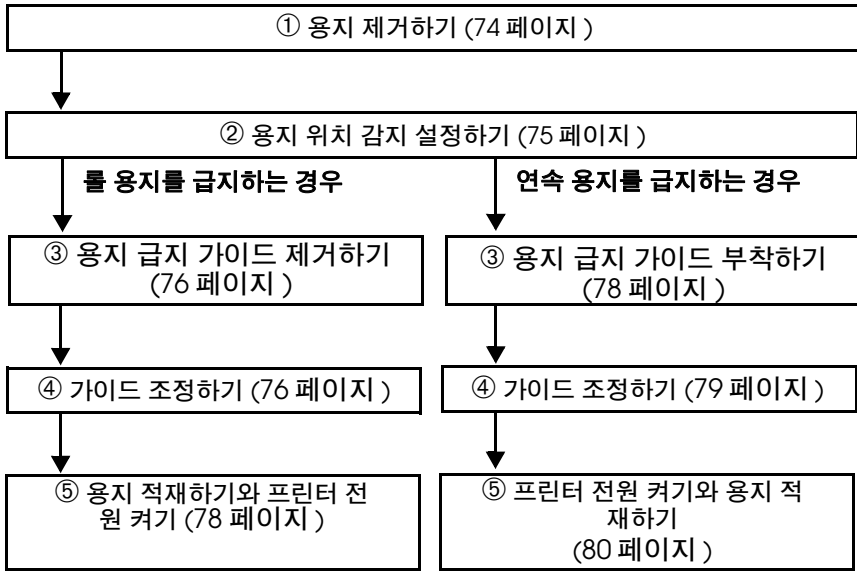 ① 용지 제거하기 (74 페이지 )
② 용지 위치 감지 설정하기 (75 페이지 )
롤 용지를 급지하는 경우
③ 용지 급지 가이드 제거하기
(76 페이지 )
④ 가이드 조정하기 (76 페이지 )
⑤ 용지 적재하기와 프린터 전
원 켜기 (78 페이지 )
연속 용지를 급지하는 경우
③ 용지 급지 가이드 부착하기
(78 페이지 )
④ 가이드 조정하기 (79 페이지 )
⑤ 프린터 전원 켜기와 용지 적
재하기
(80 페이지 )